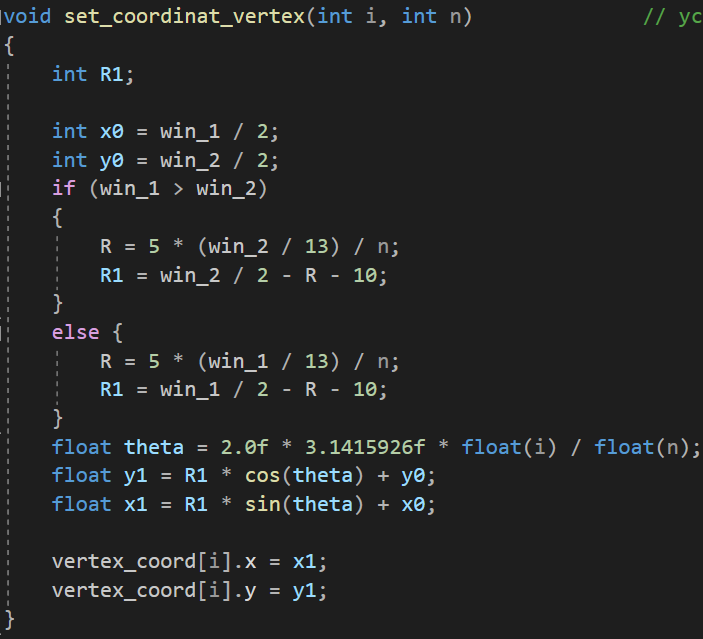 void set_coordinat_vertex(int i, int n) // ус
{
int R1;
int x0 = win_1 / 2;
int y0 = win_2 / 2;
if (win_1 > win_2)
{
R = 5 * (win_2 / 13) / n;
R1 = win_2 / 2 - R - 10;
}
else {
R = 5 * (win_1 / 13) / n;
R1 = win_1 / 2 - R - 10;
}
float theta = 2.0f * 3.1415926f * float(i) / float(n);
float y1 = R1 * cos(theta) + y0;
float x1 = R1 * sin(theta) + x0;
vertex_coord[i].x = x1;
vertex_coord[i].y = y1;
}